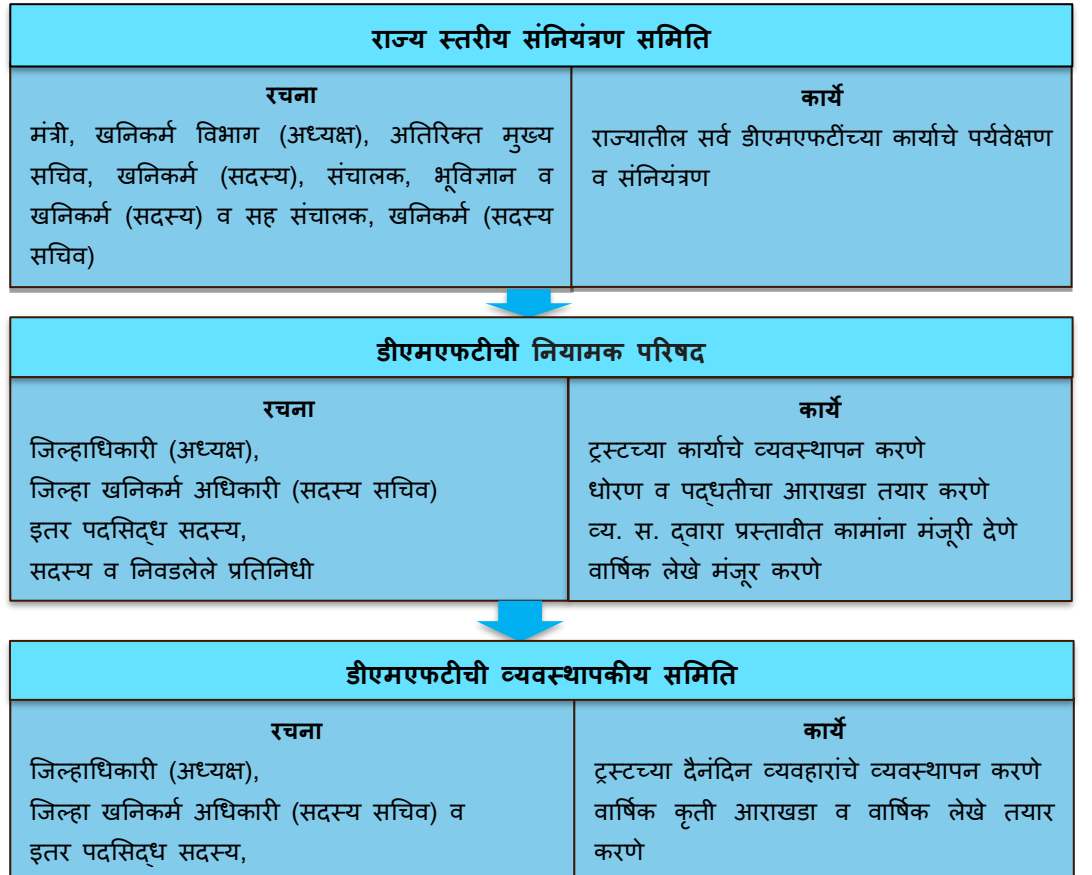 राज्य स्तरीय संनियंत्रण समिति
रचना
मंत्री, खनिकर्म विभाग (अध्यक्ष), अतिरिक्त मुख्य
सचिव, खनिकर्म (सदस्य), संचालक, भूविज्ञान व
खनिकर्म (सदस्य) व सह संचालक, खनिकर्म (सदस्य
सचिव)
कार्ये
राज्यातील सर्व डीएमएफटींच्या कार्याचे पर्यवेक्षण
व संनियंत्रण
डीएमएफटीची नियामक परिषद
रचना
जिल्हाधिकारी (अध्यक्ष),
जिल्हा खनिकर्म अधिकारी (सदस्य सचिव)
इतर पदसिद्ध सदस्य,
सदस्य व निवडलेले प्रतिनिधी
कार्ये
ट्रस्टच्या कार्याचे व्यवस्थापन करणे
धोरण व पद्धतीचा आराखडा तयार करणे
व्य. स. द्वारा प्रस्तावीत कामांना मंजूरी देणे
वार्षिक लेखे मंजूर करणे
डीएमएफटीची व्यवस्थापकीय समिति
रचना
जिल्हाधिकारी (अध्यक्ष),
जिल्हा खनिकर्म अधिकारी (सदस्य सचिव) व
इतर पदसिद्ध सदस्य,
कार्ये
ट्रस्टच्या दैनंदिन व्यवहारांचे व्यवस्थापन करणे
वार्षिक कृती आराखडा व वार्षिक लेखे तयार
करणे